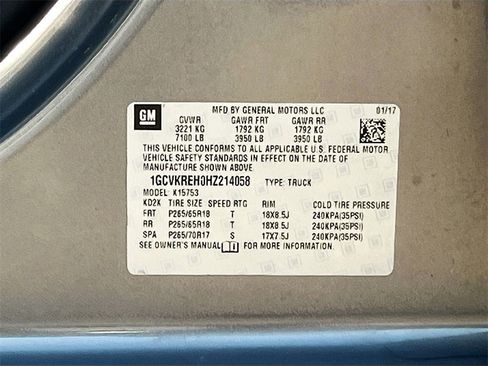 GM
MFD BY GENERAL MOTORS LLC 01/17
GVWR GAWR FRT GAWR RR
3221 KG 1792 KG 1792 KG
7100 LB 3950 LB 3950 LB
THIS VEHICLE CONFORMS TO ALL APPLICABLE U.S. FEDERAL MOTOR
VEHICLE SAFETY STANDARDS IN EFFECT ON THE DATE OF
MANUFACTURE SHOWN ABOVE.
1GCVKREH0HZ214058 TYPE: TRUCK
MODEL: K15753
KD2K TIRE SIZE SPEED RTG RIM COLD TIRE PRESSURE
FRT P265/65R18 T 18X8.5J 240KPA(35PSI)
RR P265/65R18 T 18X8.5J 240KPA(35PSI)
SPA P265/70R17 S 17X7.5J 240KPA(35PSI)
SEE OWNER'S MANUAL FOR MORE INFORMATION